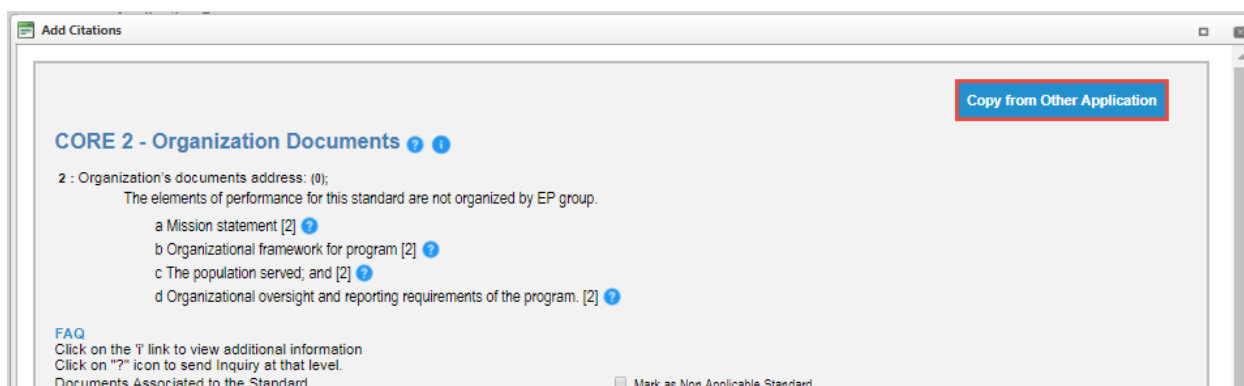 Add Citations
Copy from Other Application
CORE 2 - Organization Documents
2 : Organization's documents address: (0);
The elements of performance for this standard are not organized by EP group.
a Mission statement [2]
b Organizational framework for program [2]
c The population served; and [2]
d Organizational oversight and reporting requirements of the program. [2]
FAQ
Click on the 'i' link to view additional information
Click on "?" icon to send Inquiry at that level.
Documents Associated to the Standard
Mark as Non Applicable Standard